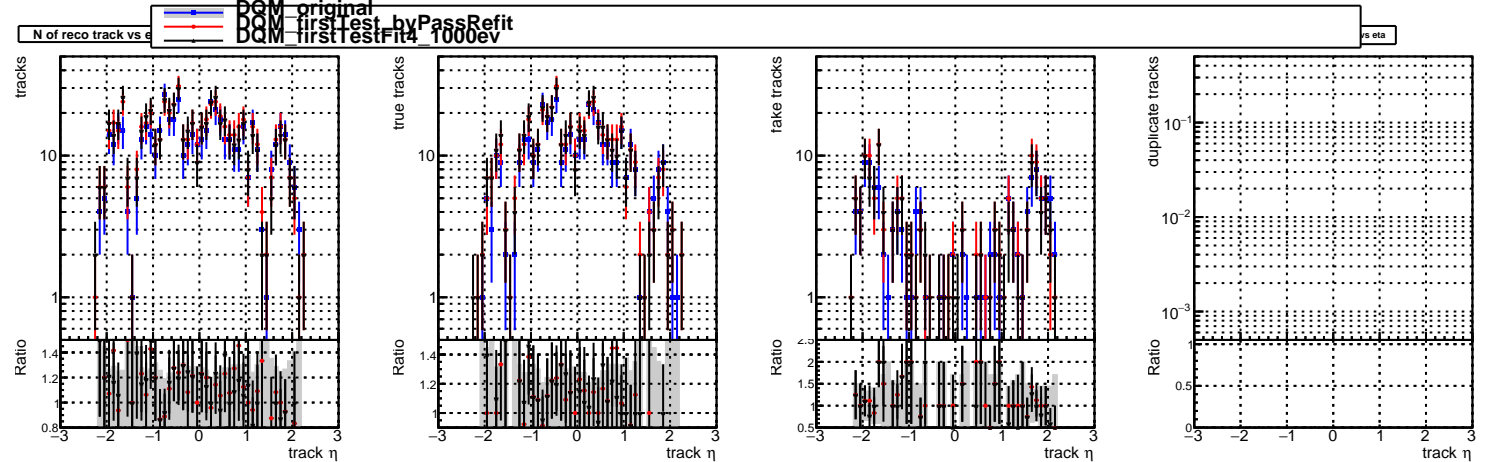 DQM_original
DQM_firstTest_byPassRefit
DQM_firstTestFit4_1000ev
N of reco track vs e
vs eta
tracks
10
1
Ratio
1.4
1.2
1
0.8
−3 −2 −1 0 1 2 3
track η
true tracks
10
1
Ratio
1.4
1.2
1
−3 −2 −1 0 1 2 3
track η
fake tracks
10
1
Ratio
2.5
2
1.5
1
0.5
−3 −2 −1 0 1 2 3
track η
duplicate tracks
10⁻¹
10⁻²
10⁻³
Ratio
1
0.5
0
−3 −2 −1 0 1 2 3
track η